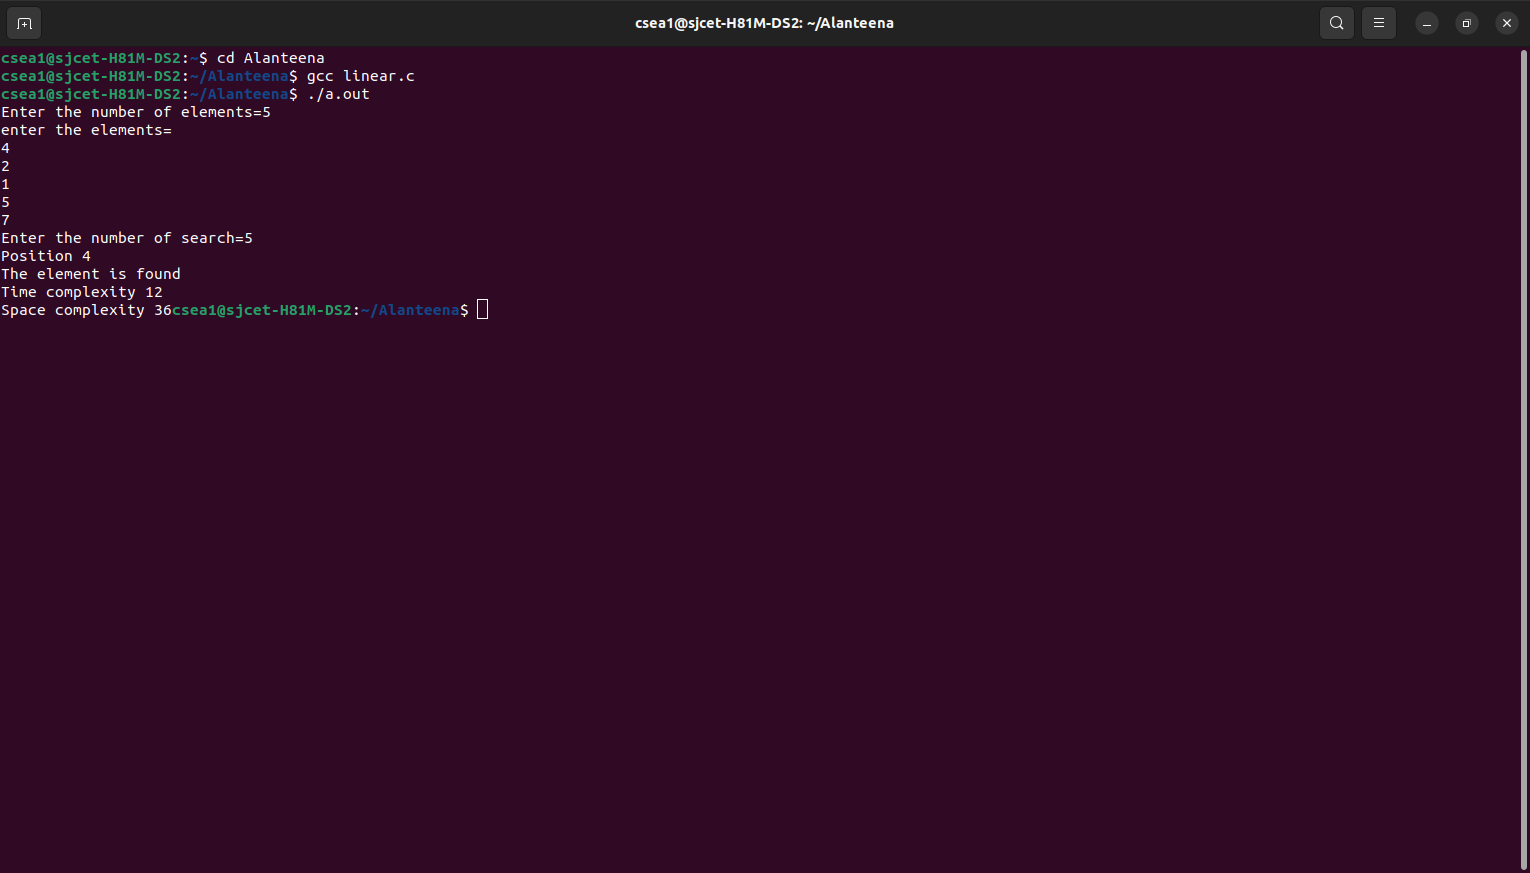 csea1@sjcet-H81M-DS2: ~/Alanteena
csea1@sjcet-H81M-DS2:~$ cd Alanteena
csea1@sjcet-H81M-DS2:~/Alanteena$ gcc linear.c
csea1@sjcet-H81M-DS2:~/Alanteena$ ./a.out
Enter the number of elements=5
enter the elements=
4
2
1
5
7
Enter the number of search=5
Position 4
The element is found
Time complexity 12
Space complexity 36csea1@sjcet-H81M-DS2:~/Alanteena$